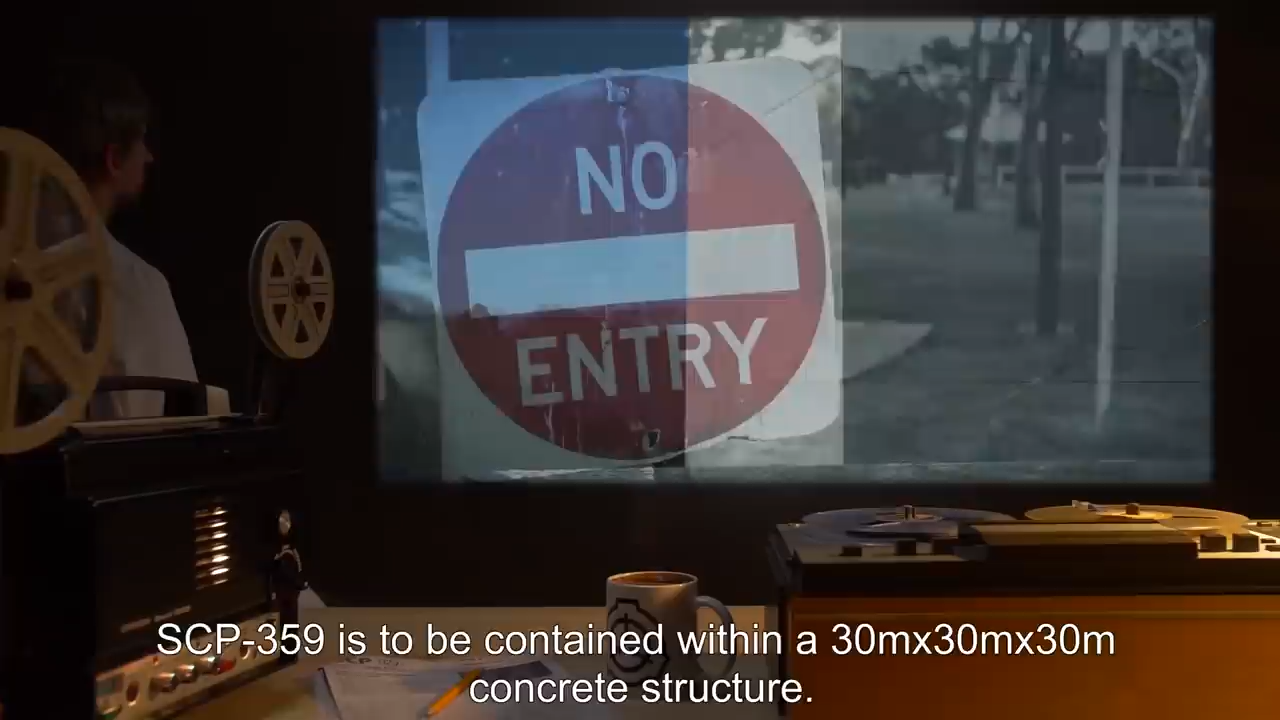 NO
ENTRY
SCP-359 is to be contained within a 30mx30mx30m
concrete structure.